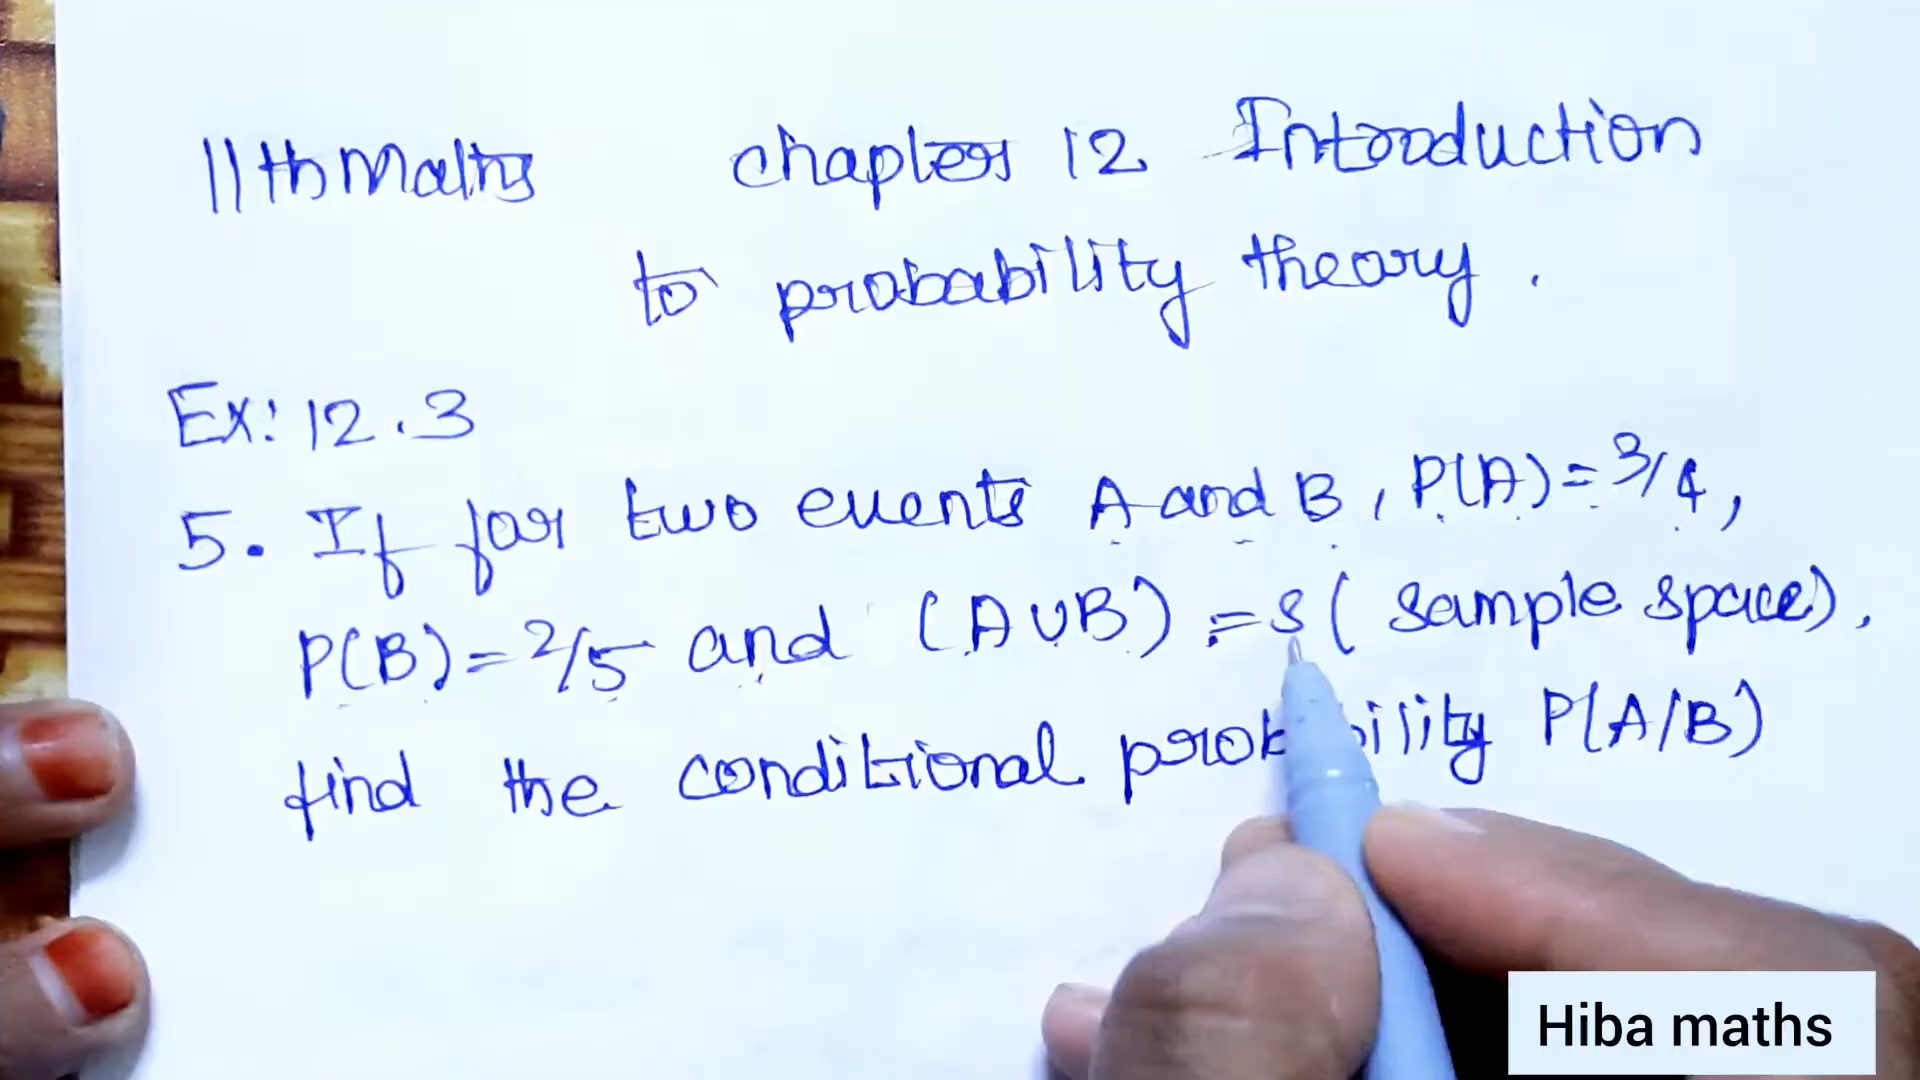 11th Maths chapter 12 Introduction
to probability theory.
Ex: 12.3
5. If for two events A and B, P(A) = 3/4,
P(B) = 2/5 and (A∪B) = S ( sample space).
find the conditional probability P(A/B)
Hiba maths